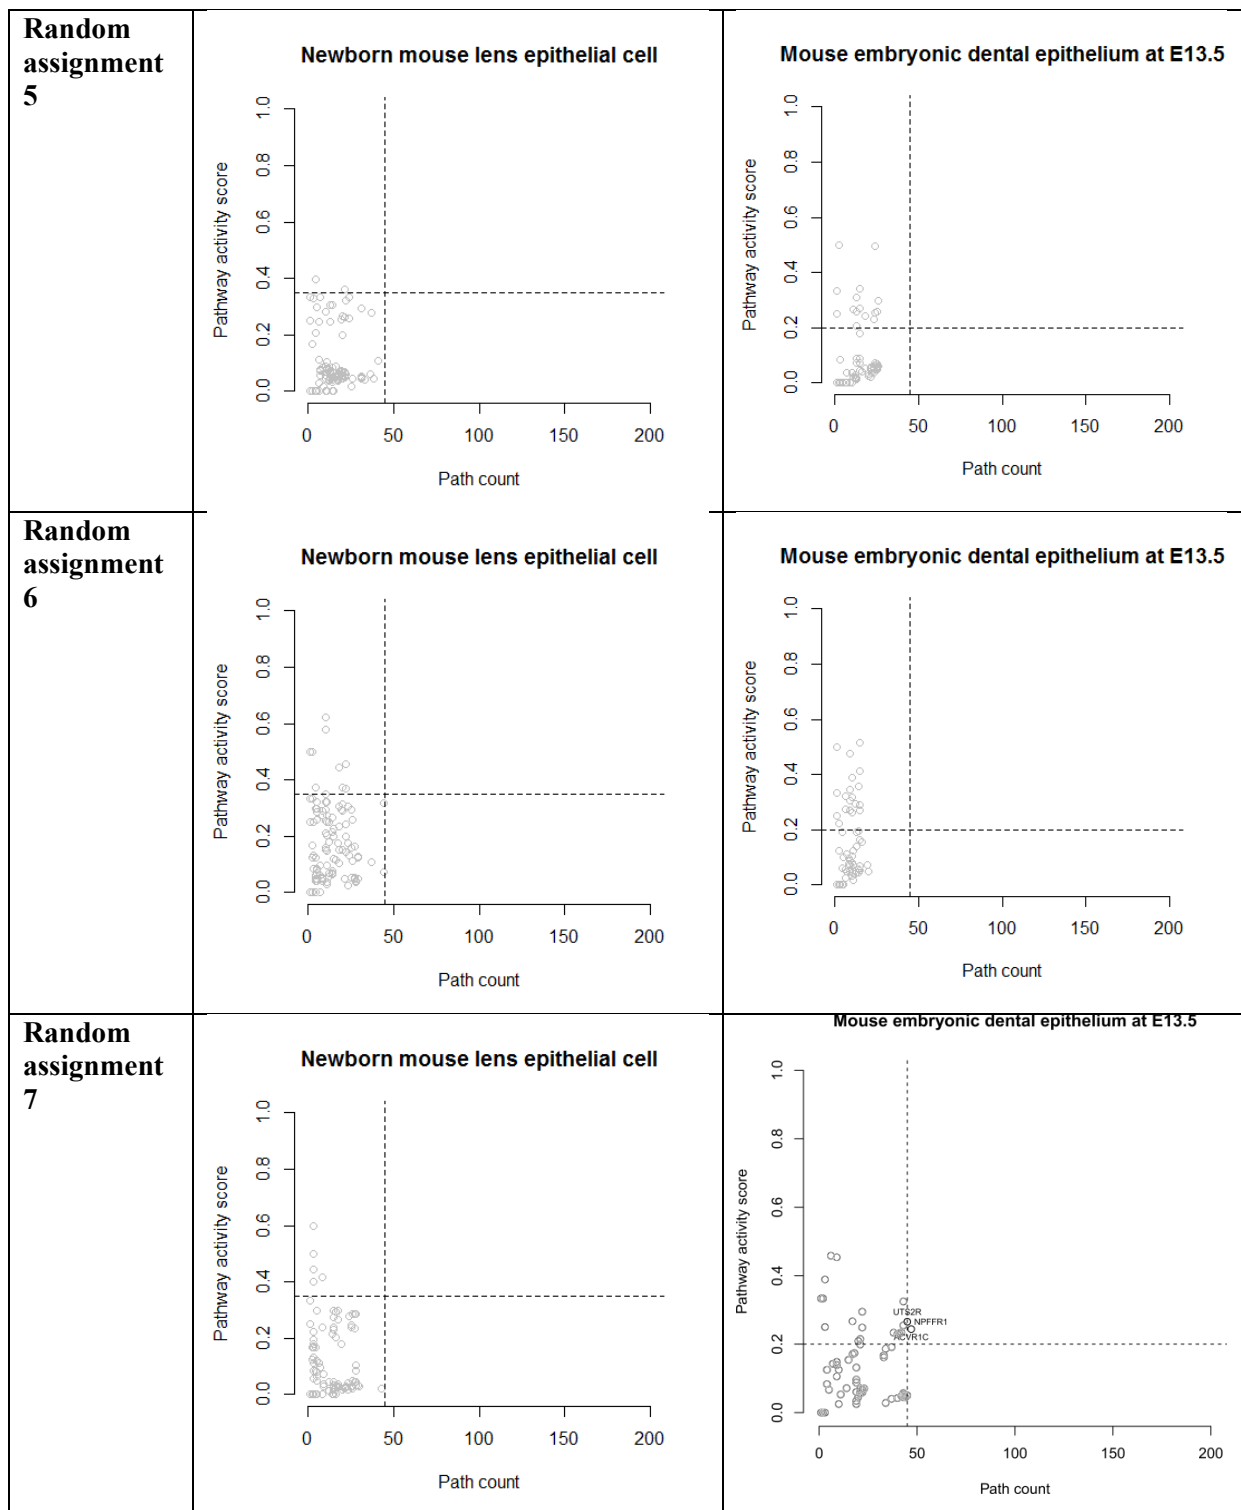 Random
assignment
5
Newborn mouse lens epithelial cell
Pathway activity score
0.0 0.2 0.4 0.6 0.8 1.0
0 50 100 150 200
Path count
Mouse embryonic dental epithelium at E13.5
Pathway activity score
0.0 0.2 0.4 0.6 0.8 1.0
0 50 100 150 200
Path count
Random
assignment
6
Newborn mouse lens epithelial cell
Pathway activity score
0.0 0.2 0.4 0.6 0.8 1.0
0 50 100 150 200
Path count
Mouse embryonic dental epithelium at E13.5
Pathway activity score
0.0 0.2 0.4 0.6 0.8 1.0
0 50 100 150 200
Path count
Random
assignment
7
Newborn mouse lens epithelial cell
Pathway activity score
0.0 0.2 0.4 0.6 0.8 1.0
0 50 100 150 200
Path count
Mouse embryonic dental epithelium at E13.5
Pathway activity score
0.0 0.2 0.4 0.6 0.8 1.0
UTS2R
NPFFR1
ACVR1C
0 50 100 150 200
Path count